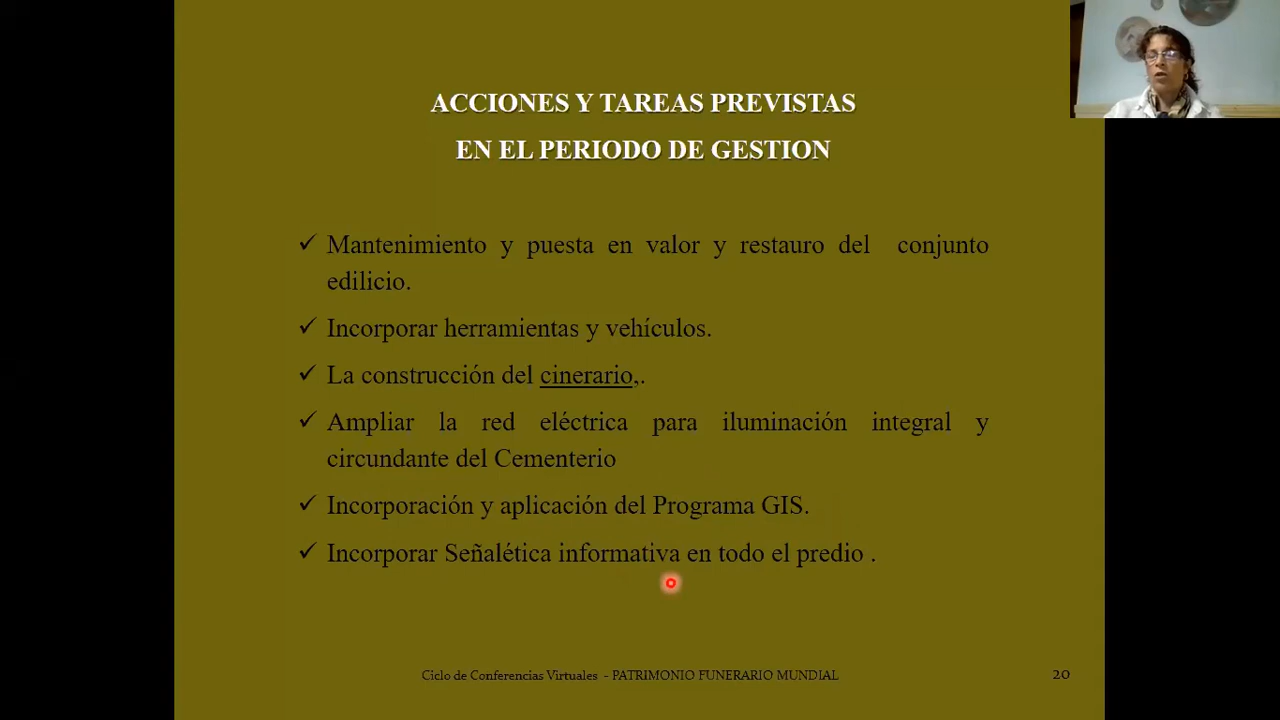 ACCIONES Y TAREAS PREVISTAS
EN EL PERIODO DE GESTION
✓ Mantenimiento y puesta en valor y restauro del conjunto
edilicio.
✓ Incorporar herramientas y vehículos.
✓ La construcción del cinerario,.
✓ Ampliar la red eléctrica para iluminación integral y
circundante del Cementerio
✓ Incorporación y aplicación del Programa GIS.
✓ Incorporar Señalética informativa en todo el predio .
Ciclo de Conferencias Virtuales - PATRIMONIO FUNERARIO MUNDIAL
20